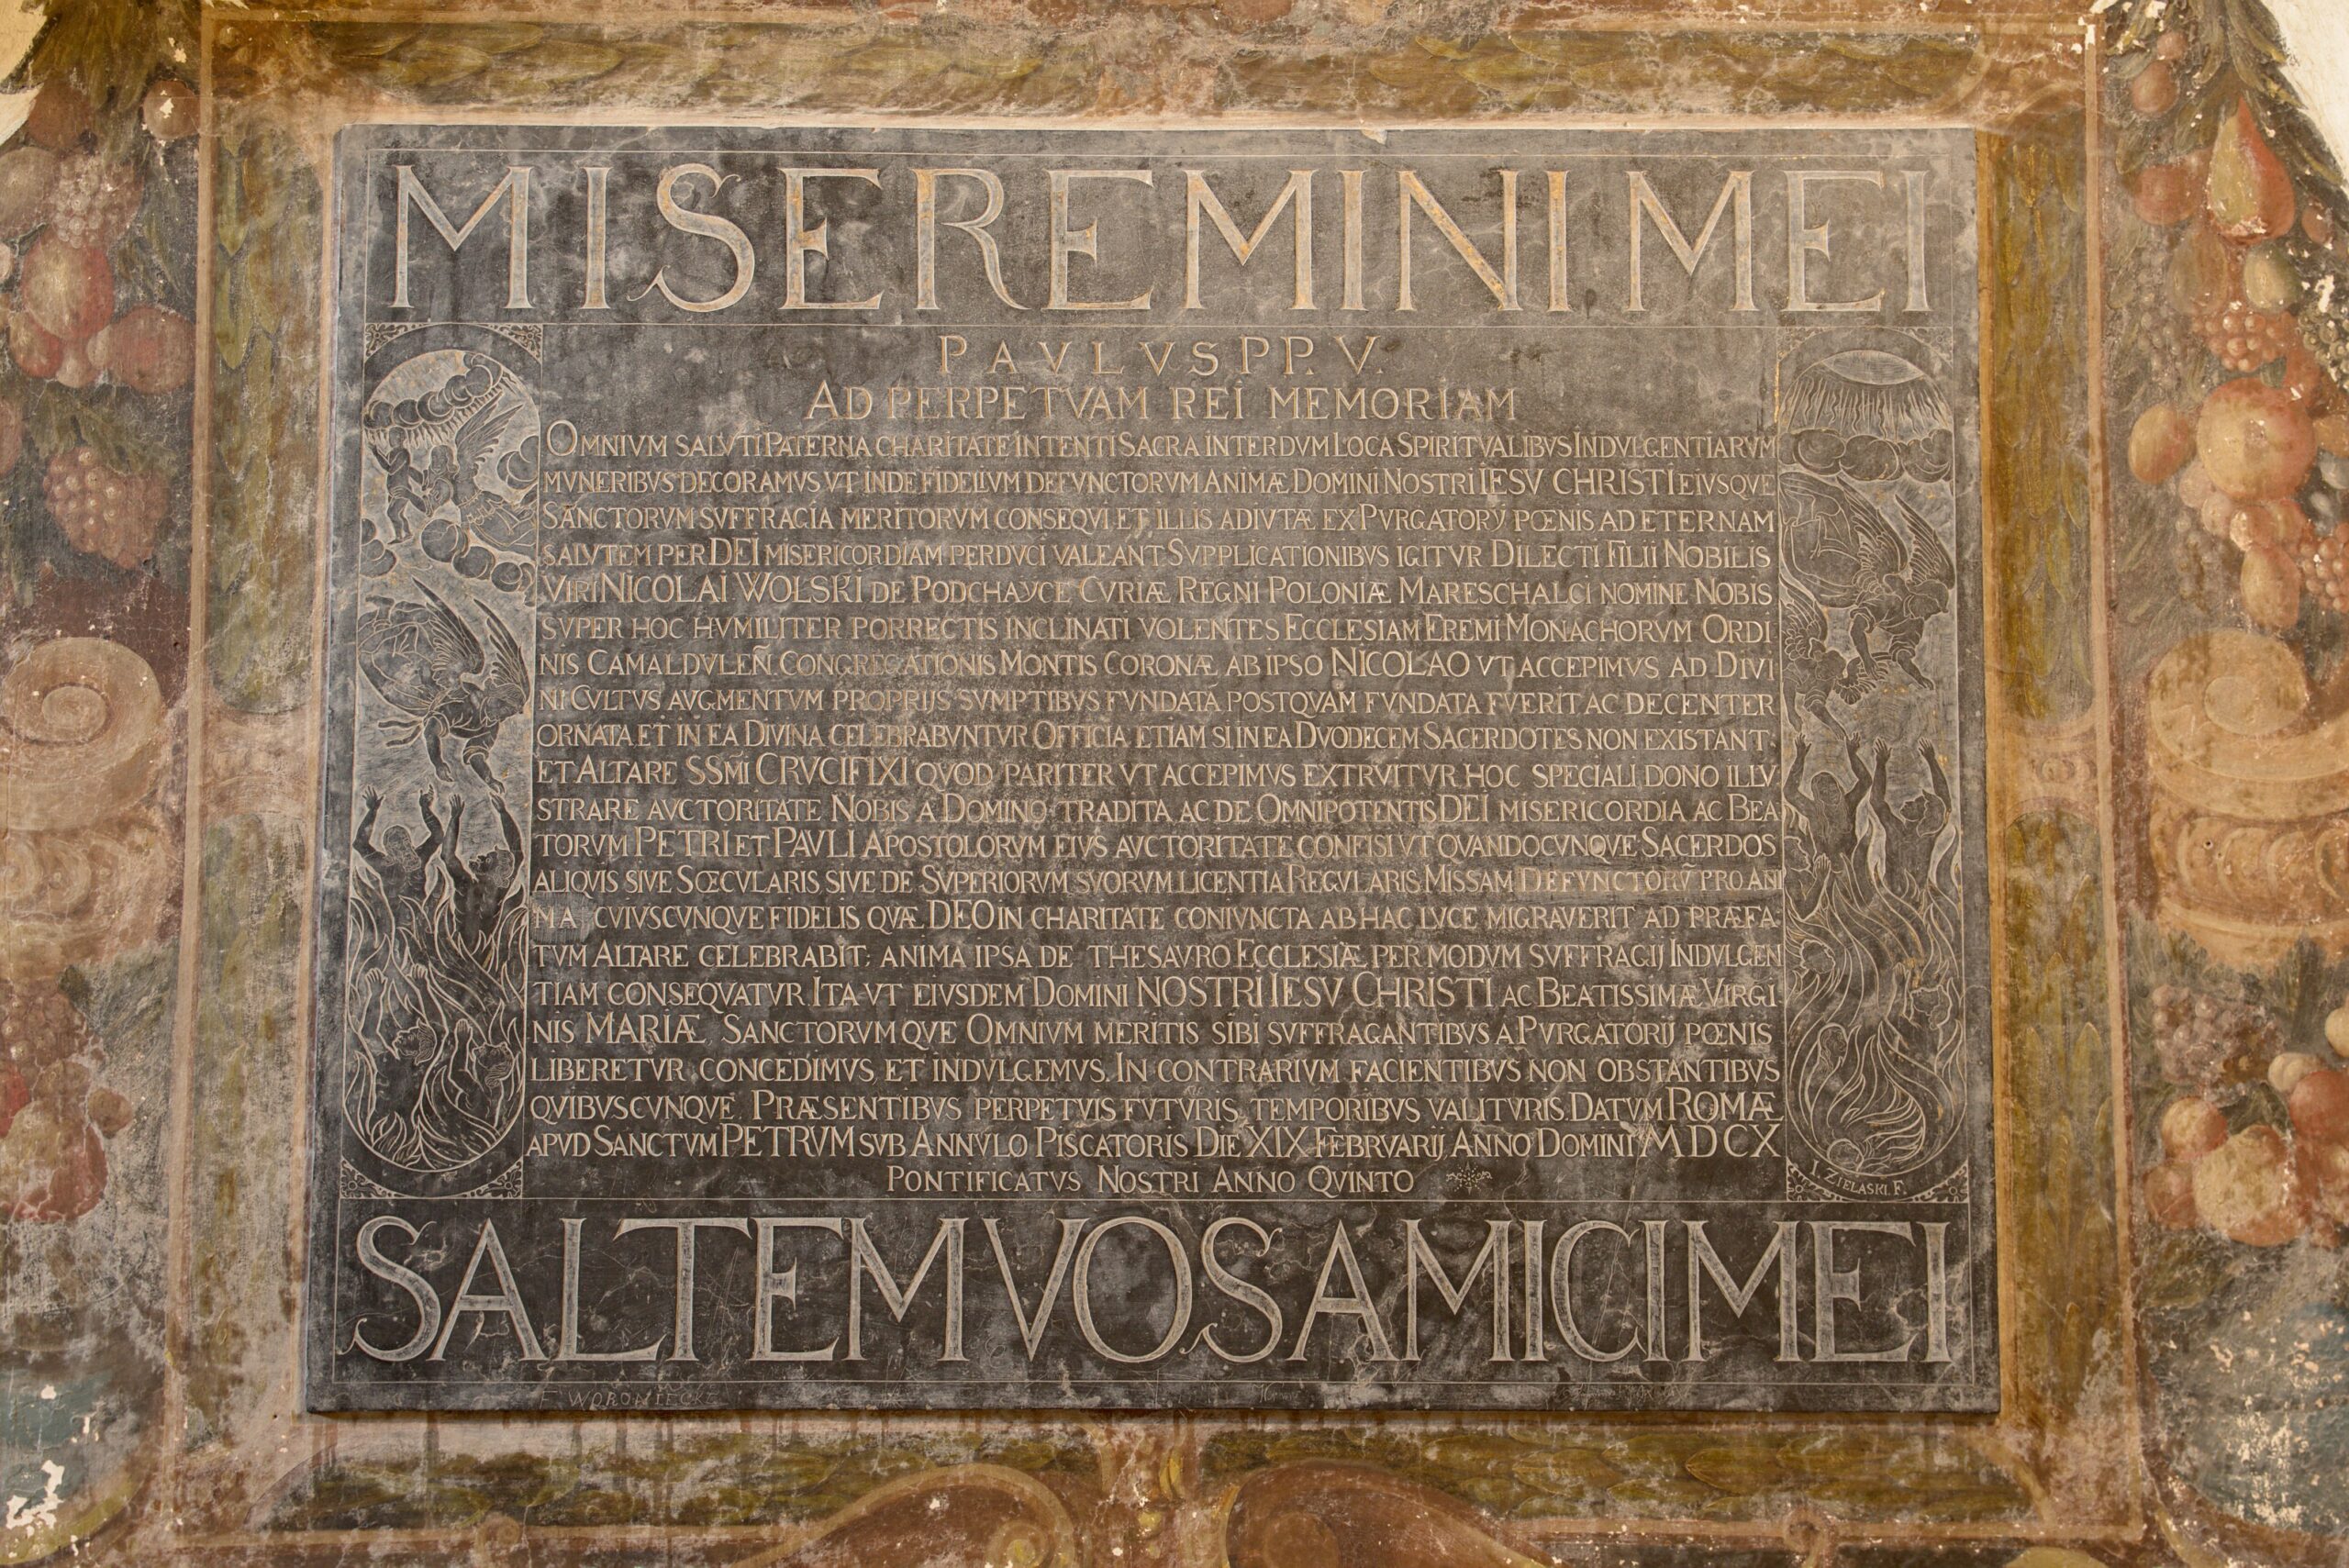 MISEREMINI MEI
PAVLVS PP. V.
AD PERPETVAM REI MEMORIAM
OMNIVM SALVTI PATERNA CHARITATE INTENTI SACRA INTERDVM LOCA SPIRITVALIBVS INDVLGENTIARVM
MVNERIBVS DECORAMVS VT INDE FIDELIVM DEFVNCTORVM ANIMÆ DOMINI NOSTRI IESV CHRISTI EIVSQVE
SANCTORVM SVFFRAGIA MERITORVM CONSEQVI ET ILLIS ADIVTÆ EX PVRGATORY PŒNIS AD ETERNAM
SALVTEM PER DEI MISERICORDIAM PERDVCI VALEANT SVPPLICATIONIBVS IGITVR DILECTI FILII NOBILIS
VIRI NICOLAI WOLSKI DE PODCHAYCE CVRIÆ REGNI POLONIÆ MARESCHALCI NOMINE NOBIS
SVPER HOC HVMILITER PORRECTIS INCLINATI VOLENTES ECCLESIAM EREMI MONACHORVM ORDI
NIS CAMALDVLEÑ. CONGREGATIONIS MONTIS CORONÆ AB IPSO NICOLAO VT ACCEPIMVS AD DIVI
NI CVLTVS AVGMENTVM PROPRIJS SVMPTIBVS FVNDATA POSTQVAM FVNDATA FVERIT AC DECENTER
ORNATA ET IN EA DIVINA CELEBRABVNTVR OFFICIA ETIAM SI IN EA DVODECEM SACERDOTES NON EXISTANT.
ET ALTARE SSM̃I CRVCIFIXI QVOD PARITER VT ACCEPIMVS EXTRVITVR HOC SPECIALI DONO ILLV
STRARE AVCTORITATE NOBIS A DOMINO TRADITA AC DE OMNIPOTENTIS DEI MISERICORDIA AC BEA
TORVM PETRI ET PAVLI APOSTOLORVM EIVS AVCTORITATE CONFISI VT QVANDOCVNQVE SACERDOS
ALIQVIS SIVE SŒCVLARIS SIVE DE SVPERIORVM SVORVM LICENTIA REGVLARIS MISSAM DEFVNCTORṼ PRO ANI
MA CVIVSCVNQVE FIDELIS QVÆ DEO IN CHARITATE CONIVNCTA AB HAC LVCE MIGRAVERIT AD PRÆFA
TVM ALTARE CELEBRABIT: ANIMA IPSA DE THESAVRO ECCLESIÆ PER MODVM SVFFRAGIJ INDVLGEN
TIAM CONSEQVATVR ITA VT EIVSDEM DOMINI NOSTRI IESV CHRISTI AC BEATISSIMÆ VIRGI
NIS MARIÆ, SANCTORVMQVE OMNIVM MERITIS SIBI SVFFRAGANTIBVS A PVRGATORIJ PŒNIS
LIBERETVR CONCEDIMVS, ET INDVLGEMVS. IN CONTRARIVM FACIENTIBVS NON OBSTANTIBVS
QVIBVSCVNQVE. PRÆSENTIBVS PERPETVIS FVTVRIS TEMPORIBVS VALITVRIS. DATVM ROMÆ
APVD SANCTVM PETRVM SVB ANNVLO PISCATORIS DIE XIX FEBRVARIJ ANNO DOMINI MDCX
PONTIFICATVS NOSTRI ANNO QVINTO
I. ZIELASKI. F.
SALTEM VOS AMICI MEI
F WORONIECK